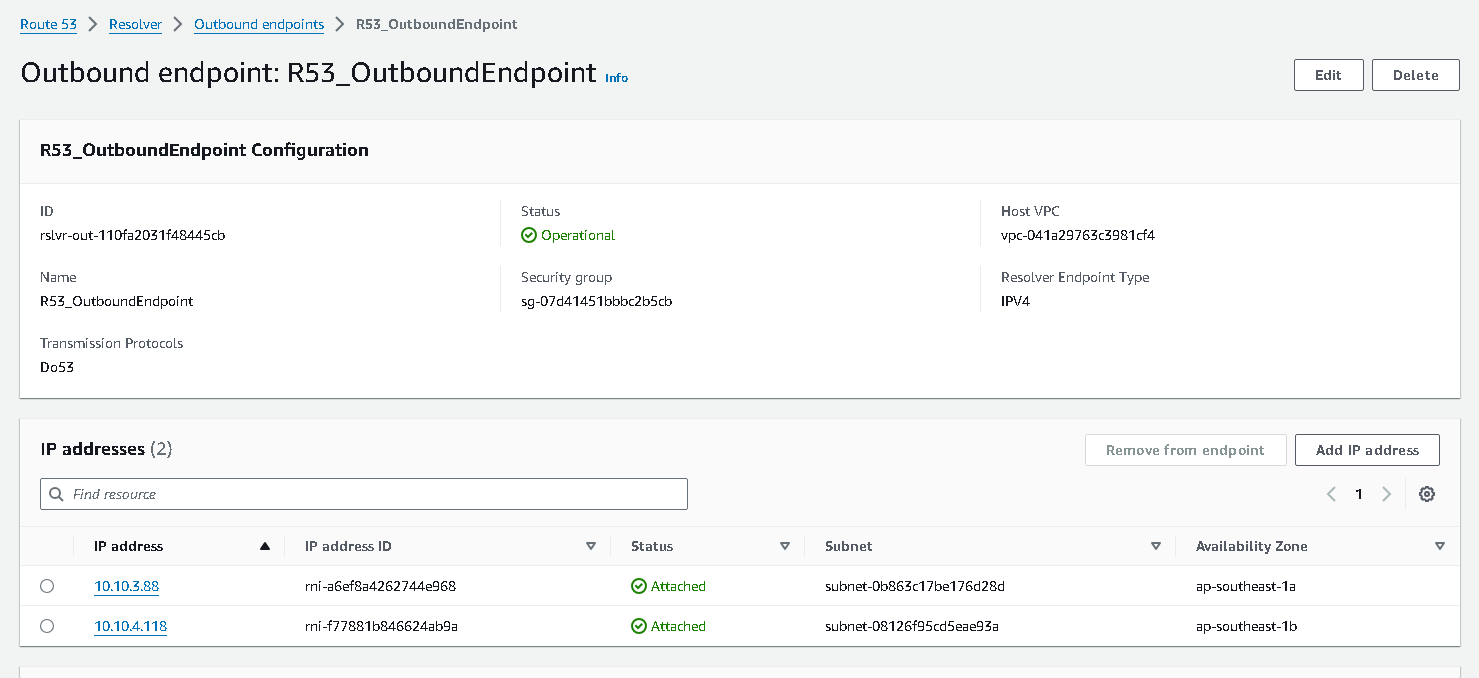 Route 53 > Resolver > Outbound endpoints > R53_OutboundEndpoint
Outbound endpoint: R53_OutboundEndpoint Info
Edit
Delete
R53_OutboundEndpoint Configuration
ID
rslvr-out-110fa2031f48445cb
Status
Operational
Host VPC
vpc-041a29763c3981cf4
Name
R53_OutboundEndpoint
Security group
sg-07d41451bbbc2b5cb
Resolver Endpoint Type
IPV4
Transmission Protocols
Do53
IP addresses (2)
Remove from endpoint
Add IP address
Find resource
1
IP address IP address ID Status Subnet Availability Zone
10.10.3.88 rni-a6ef8a4262744e968 Attached subnet-0b863c17be176d28d ap-southeast-1a
10.10.4.118 rni-f77881b846624ab9a Attached subnet-08126f95cd5eae93a ap-southeast-1b